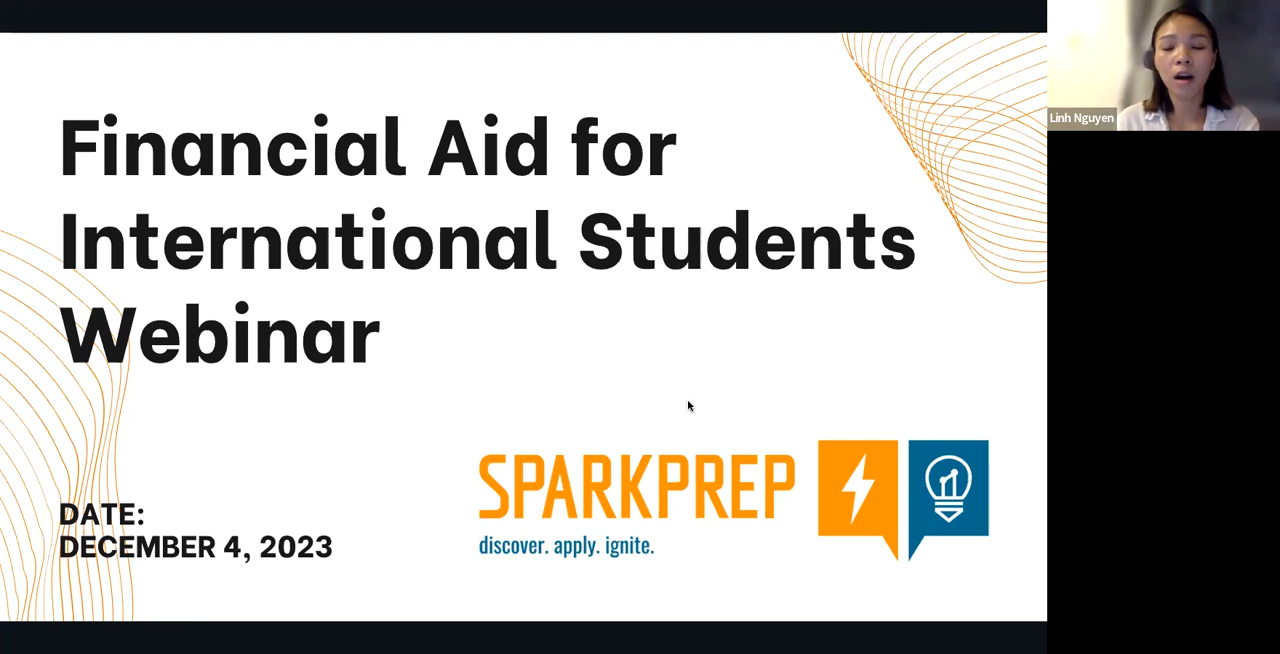 Financial Aid for
International Students
Webinar
DATE:
DECEMBER 4, 2023
SPARKPREP
discover. apply. ignite.
Linh Nguyen